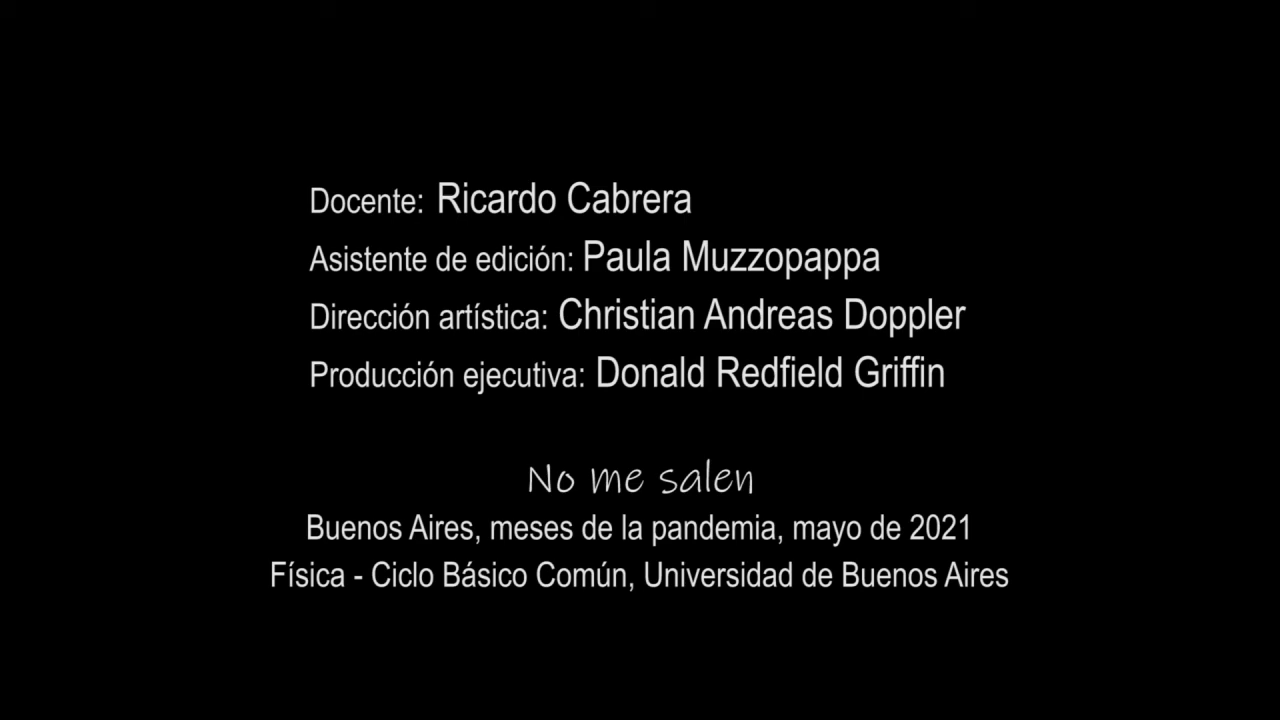 Docente: Ricardo Cabrera
Asistente de edición: Paula Muzzopappa
Dirección artística: Christian Andreas Doppler
Producción ejecutiva: Donald Redfield Griffin
No me salen
Buenos Aires, meses de la pandemia, mayo de 2021
Física - Ciclo Básico Común, Universidad de Buenos Aires